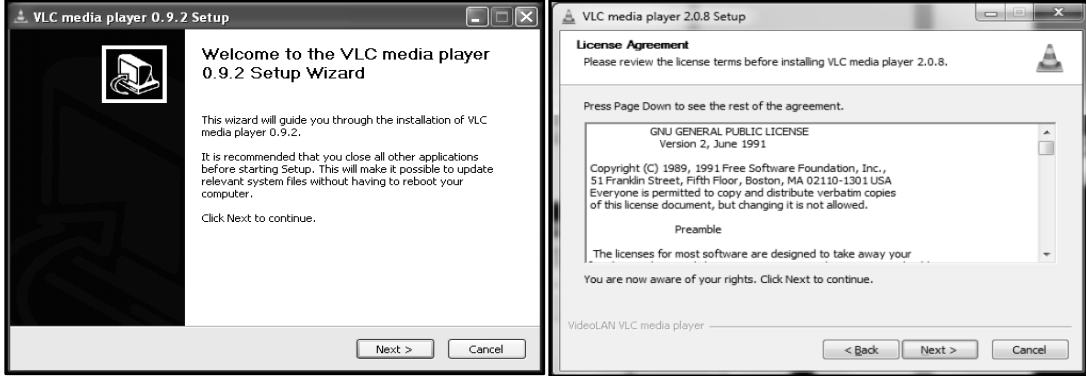 VLC media player 0.9.2 Setup
Welcome to the VLC media player
0.9.2 Setup Wizard
This wizard will guide you through the installation of VLC
media player 0.9.2.
It is recommended that you close all other applications
before starting Setup. This will make it possible to update
relevant system files without having to reboot your
computer.
Click Next to continue.
Next >
Cancel
VLC media player 2.0.8 Setup
License Agreement
Please review the license terms before installing VLC media player 2.0.8.
Press Page Down to see the rest of the agreement.
GNU GENERAL PUBLIC LICENSE
Version 2, June 1991
Copyright (C) 1989, 1991 Free Software Foundation, Inc.,
51 Franklin Street, Fifth Floor, Boston, MA 02110-1301 USA
Everyone is permitted to copy and distribute verbatim copies
of this license document, but changing it is not allowed.
Preamble
The licenses for most software are designed to take away your
You are now aware of your rights. Click Next to continue.
VideoLAN VLC media player
< Back
Next >
Cancel